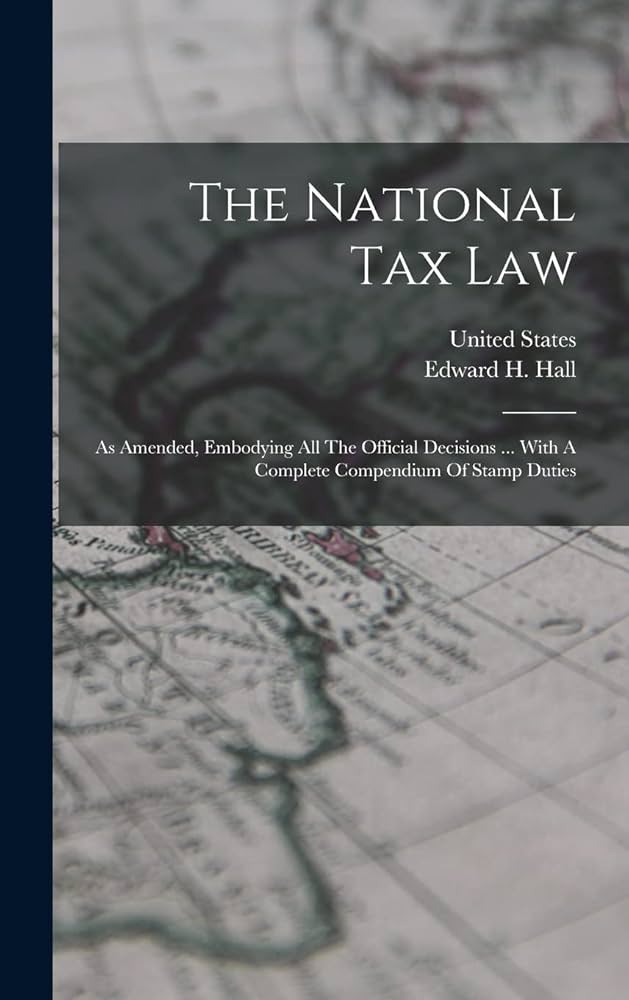 The National
Tax Law
United States
Edward H. Hall
As Amended, Embodying All The Official Decisions ... With A
Complete Compendium Of Stamp Duties